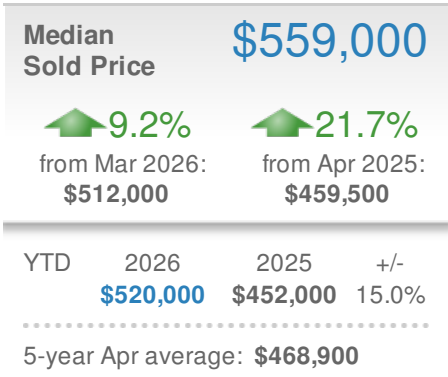 Median
Sold Price
$559,000
9.2%
from Mar 2026:
$512,000
21.7%
from Apr 2025:
$459,500
YTD 2026 2025 +/-
$520,000 $452,000 15.0%
5-year Apr average: $468,900